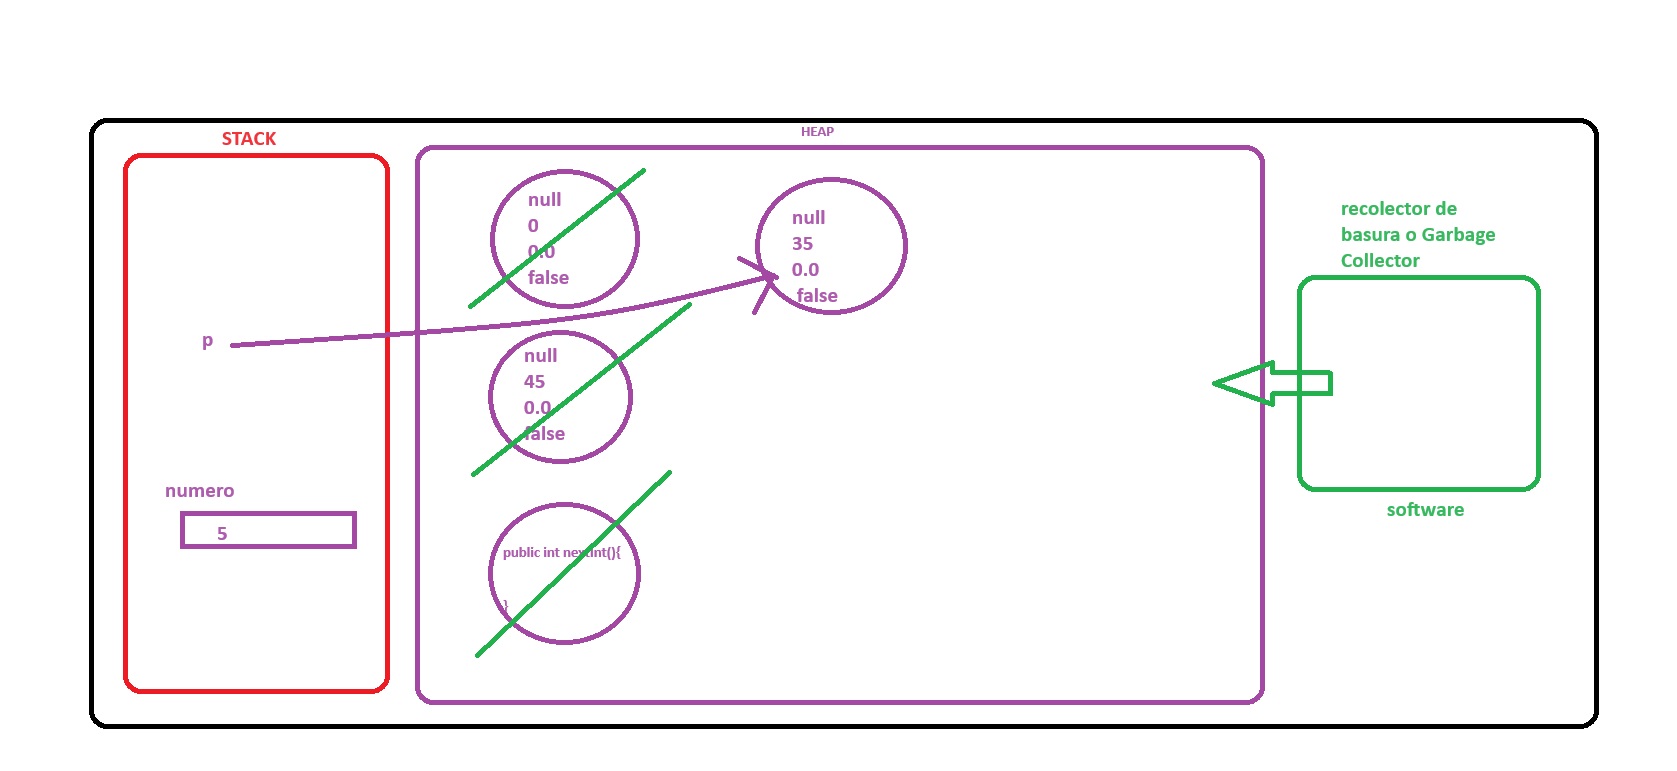 STACK
HEAP
null
0
0.0
false
null
35
0.0
false
recolector de
basura o Garbage
Collector
p
null
45
0.0
false
numero
5
public int nextInt(){
}
software